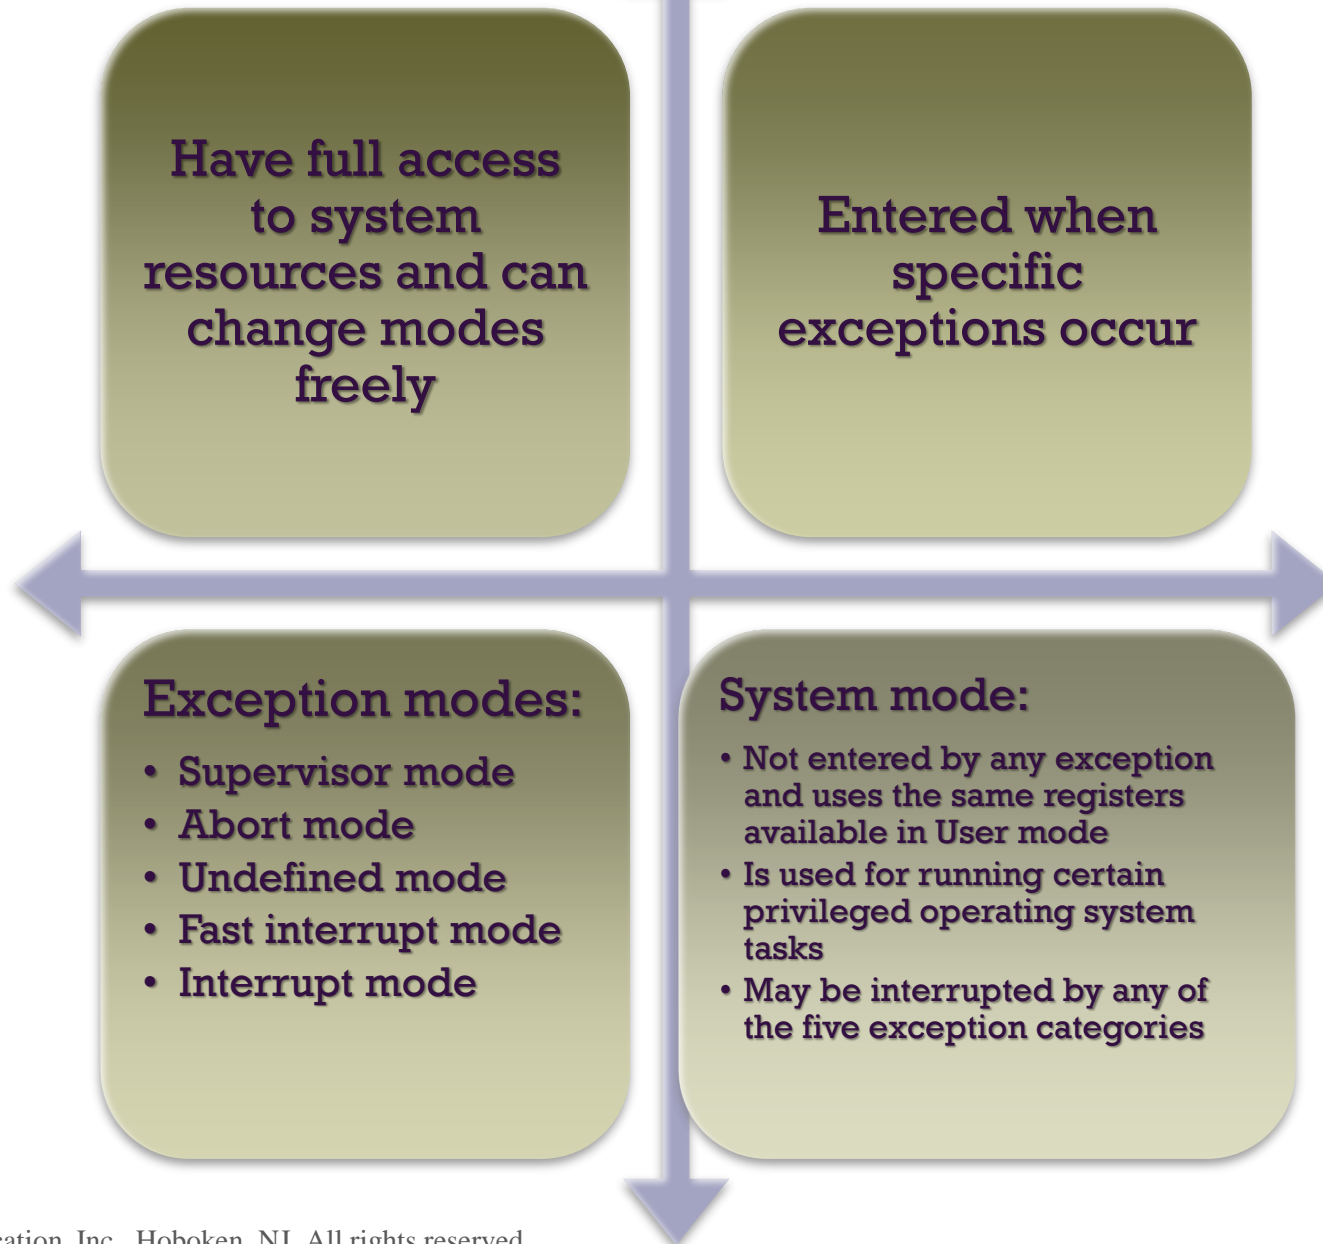 Have full access
to system
resources and can
change modes
freely
Entered when
specific
exceptions occur
Exception modes:
• Supervisor mode
• Abort mode
• Undefined mode
• Fast interrupt mode
• Interrupt mode
System mode:
• Not entered by any exception
and uses the same registers
available in User mode
• Is used for running certain
privileged operating system
tasks
• May be interrupted by any of
the five exception categories
Inc., Hoboken, NJ. All rights reserved.